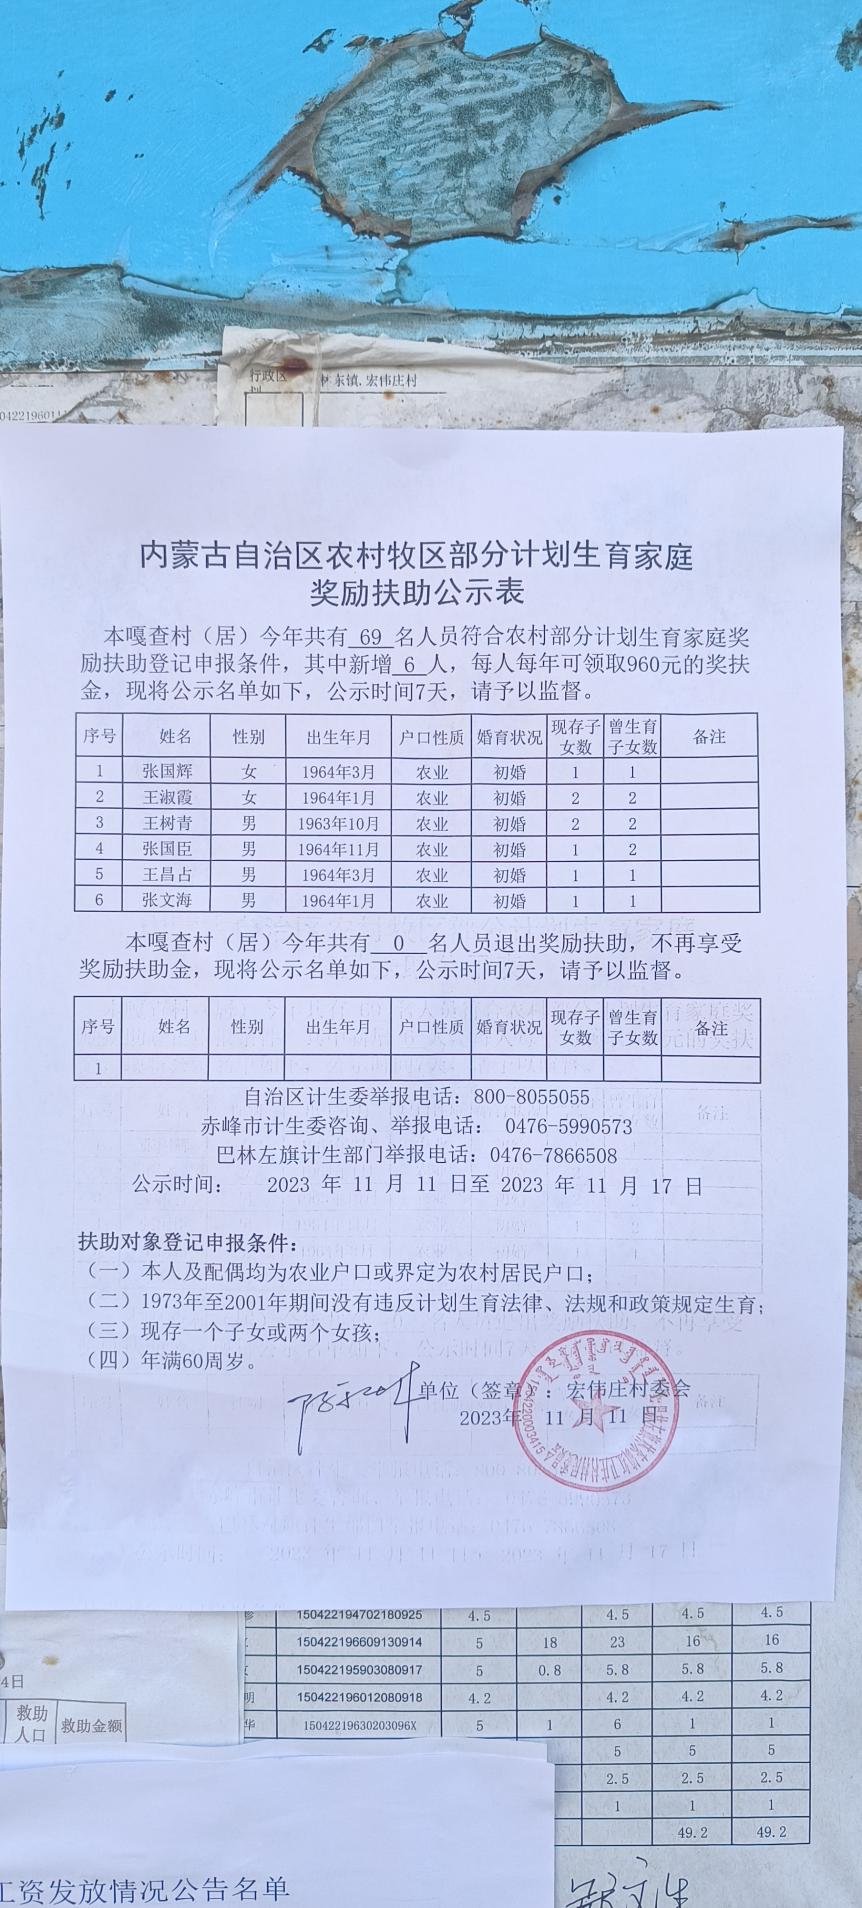 行政区
林东镇.宏伟庄村
内蒙古自治区农村牧区部分计划生育家庭
奖励扶助公示表
本嘎查村（居）今年共有 69 名人员符合农村部分计划生育家庭奖
励扶助登记申报条件，其中新增 6 人，每人每年可领取960元的奖扶
金，现将公示名单如下，公示时间7天，请予以监督。
序号 姓名 性别 出生年月 户口性质 婚育状况 现存子女数 曾生育子女数 备注
1 张国辉 女 1964年3月 农业 初婚 1 1
2 王淑霞 女 1964年1月 农业 初婚 2 2
3 王树青 男 1963年10月 农业 初婚 2 2
4 张国臣 男 1964年11月 农业 初婚 1 2
5 王昌占 男 1964年3月 农业 初婚 1 1
6 张文海 男 1964年1月 农业 初婚 1 1
本嘎查村（居）今年共有 0 名人员退出奖励扶助，不再享受
奖励扶助金，现将公示名单如下，公示时间7天，请予以监督。
序号 姓名 性别 出生年月 户口性质 婚育状况 现存子女数 曾生育子女数 备注
1
自治区计生委举报电话：800-8055055
赤峰市计生委咨询、举报电话： 0476-5990573
巴林左旗计生部门举报电话：0476-7866508
公示时间： 2023 年 11 月 11 日至 2023 年 11 月 17 日
扶助对象登记申报条件：
（一）本人及配偶均为农业户口或界定为农村居民户口；
（二）1973年至2001年期间没有违反计划生育法律、法规和政策规定生育；
（三）现存一个子女或两个女孩；
（四）年满60周岁。
单位（签章）：宏伟庄村委会
2023年 11 月 11 日
150422194702180925 4.5 4.5 4.5 4.5
150422196609130914 5 18 23 16 16
150422195903080917 5 0.8 5.8 5.8 5.8
明 150422196012080918 4.2 4.2 4.2 4.2
华 15042219630203096X 5 1 6 1 1
5 5 5
2.5 2.5 2.5
1 1 1
49.2 49.2
4日
救助人口 救助金额
工资发放情况公告名单